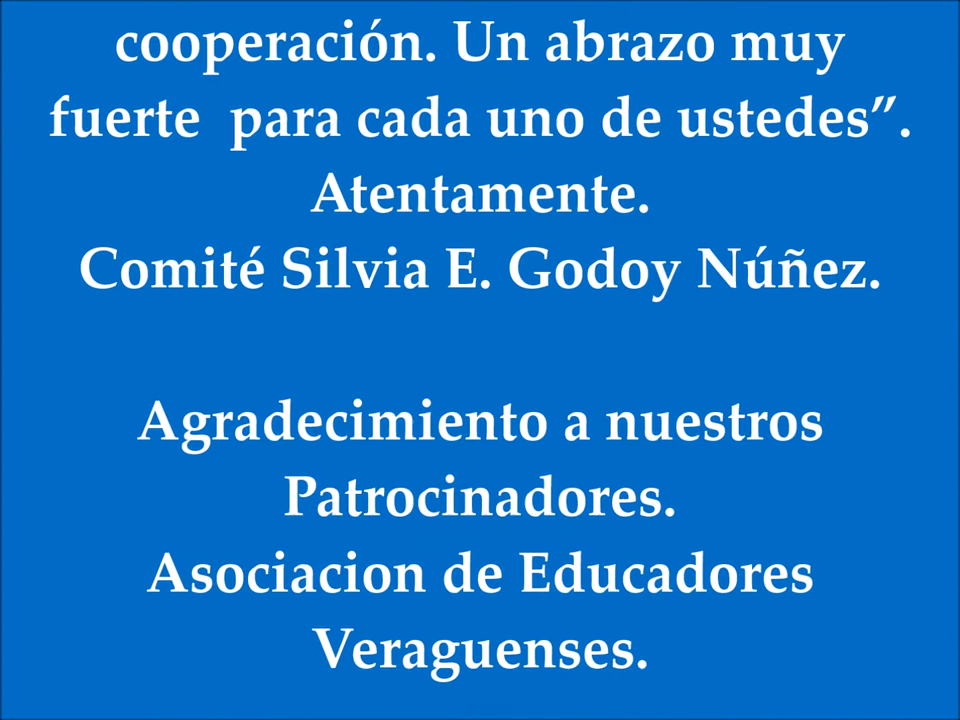 cooperación. Un abrazo muy
fuerte  para cada uno de ustedes”.
Atentamente.
Comité Silvia E. Godoy Núñez.
Agradecimiento a nuestros
Patrocinadores.
Asociacion de Educadores
Veraguenses.